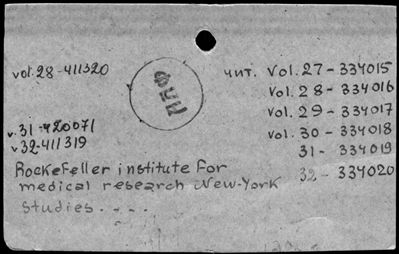 vol. 28-411320
ППФ
чит. Vol. 27 - 334015
Vol. 28 - 334016
Vol. 29 - 334017
Vol. 30 - 334018
31 - 334019
32 - 334020
v. 31-420071
v 32-411319
Rockefeller institute for
medical research New-York
Studies. . . .